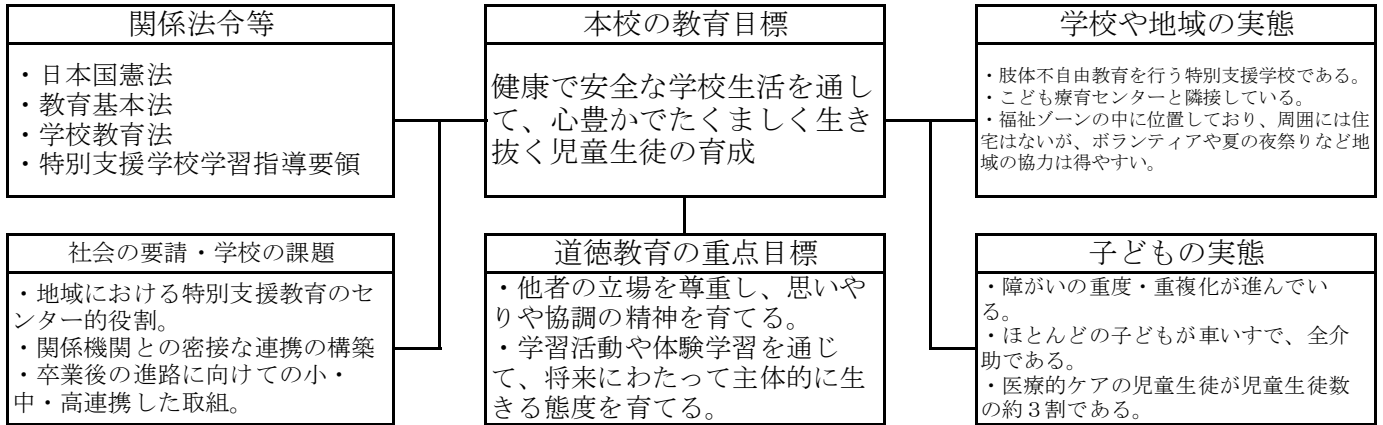 関係法令等
・日本国憲法
・教育基本法
・学校教育法
・特別支援学校学習指導要領
本校の教育目標
健康で安全な学校生活を通し
て、心豊かでたくましく生き
抜く児童生徒の育成
学校や地域の実態
・肢体不自由教育を行う特別支援学校である。
・こども療育センターと隣接している。
・福祉ゾーンの中に位置しており、周囲には住
宅はないが、ボランティアや夏の夜祭りなど地
域の協力は得やすい。
社会の要請・学校の課題
・地域における特別支援教育のセ
ンター的役割。
・関係機関との密接な連携の構築
・卒業後の進路に向けての小・
中・高連携した取組。
道徳教育の重点目標
・他者の立場を尊重し、思いや
りや協調の精神を育てる。
・学習活動や体験学習を通じ
て、将来にわたって主体的に生
きる態度を育てる。
子どもの実態
・障がいの重度・重複化が進んでい
る。
・ほとんどの子どもが車いすで、全介
助である。
・医療的ケアの児童生徒が児童生徒数
の約３割である。